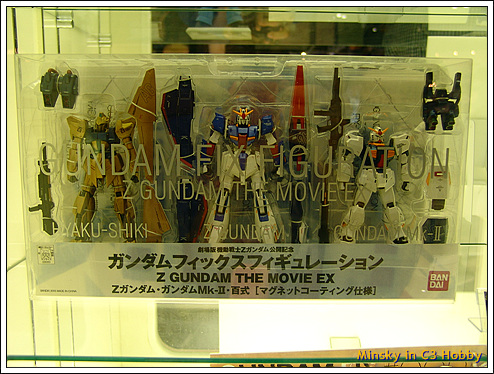 GUNDAM FIX FIGURATION
Z GUNDAM THE MOVIE EX
HYAKU-SHIKI
Z GUNDAM
GUNDAM Mk-II
劇場版 機動戦士Zガンダム公開記念
ガンダムフィックスフィギュレーション
Z GUNDAM THE MOVIE EX
Zガンダム・ガンダムMk-II・百式 [マグネットコーティング仕様]
BAN
DAI
Minsky in C3 Hobby